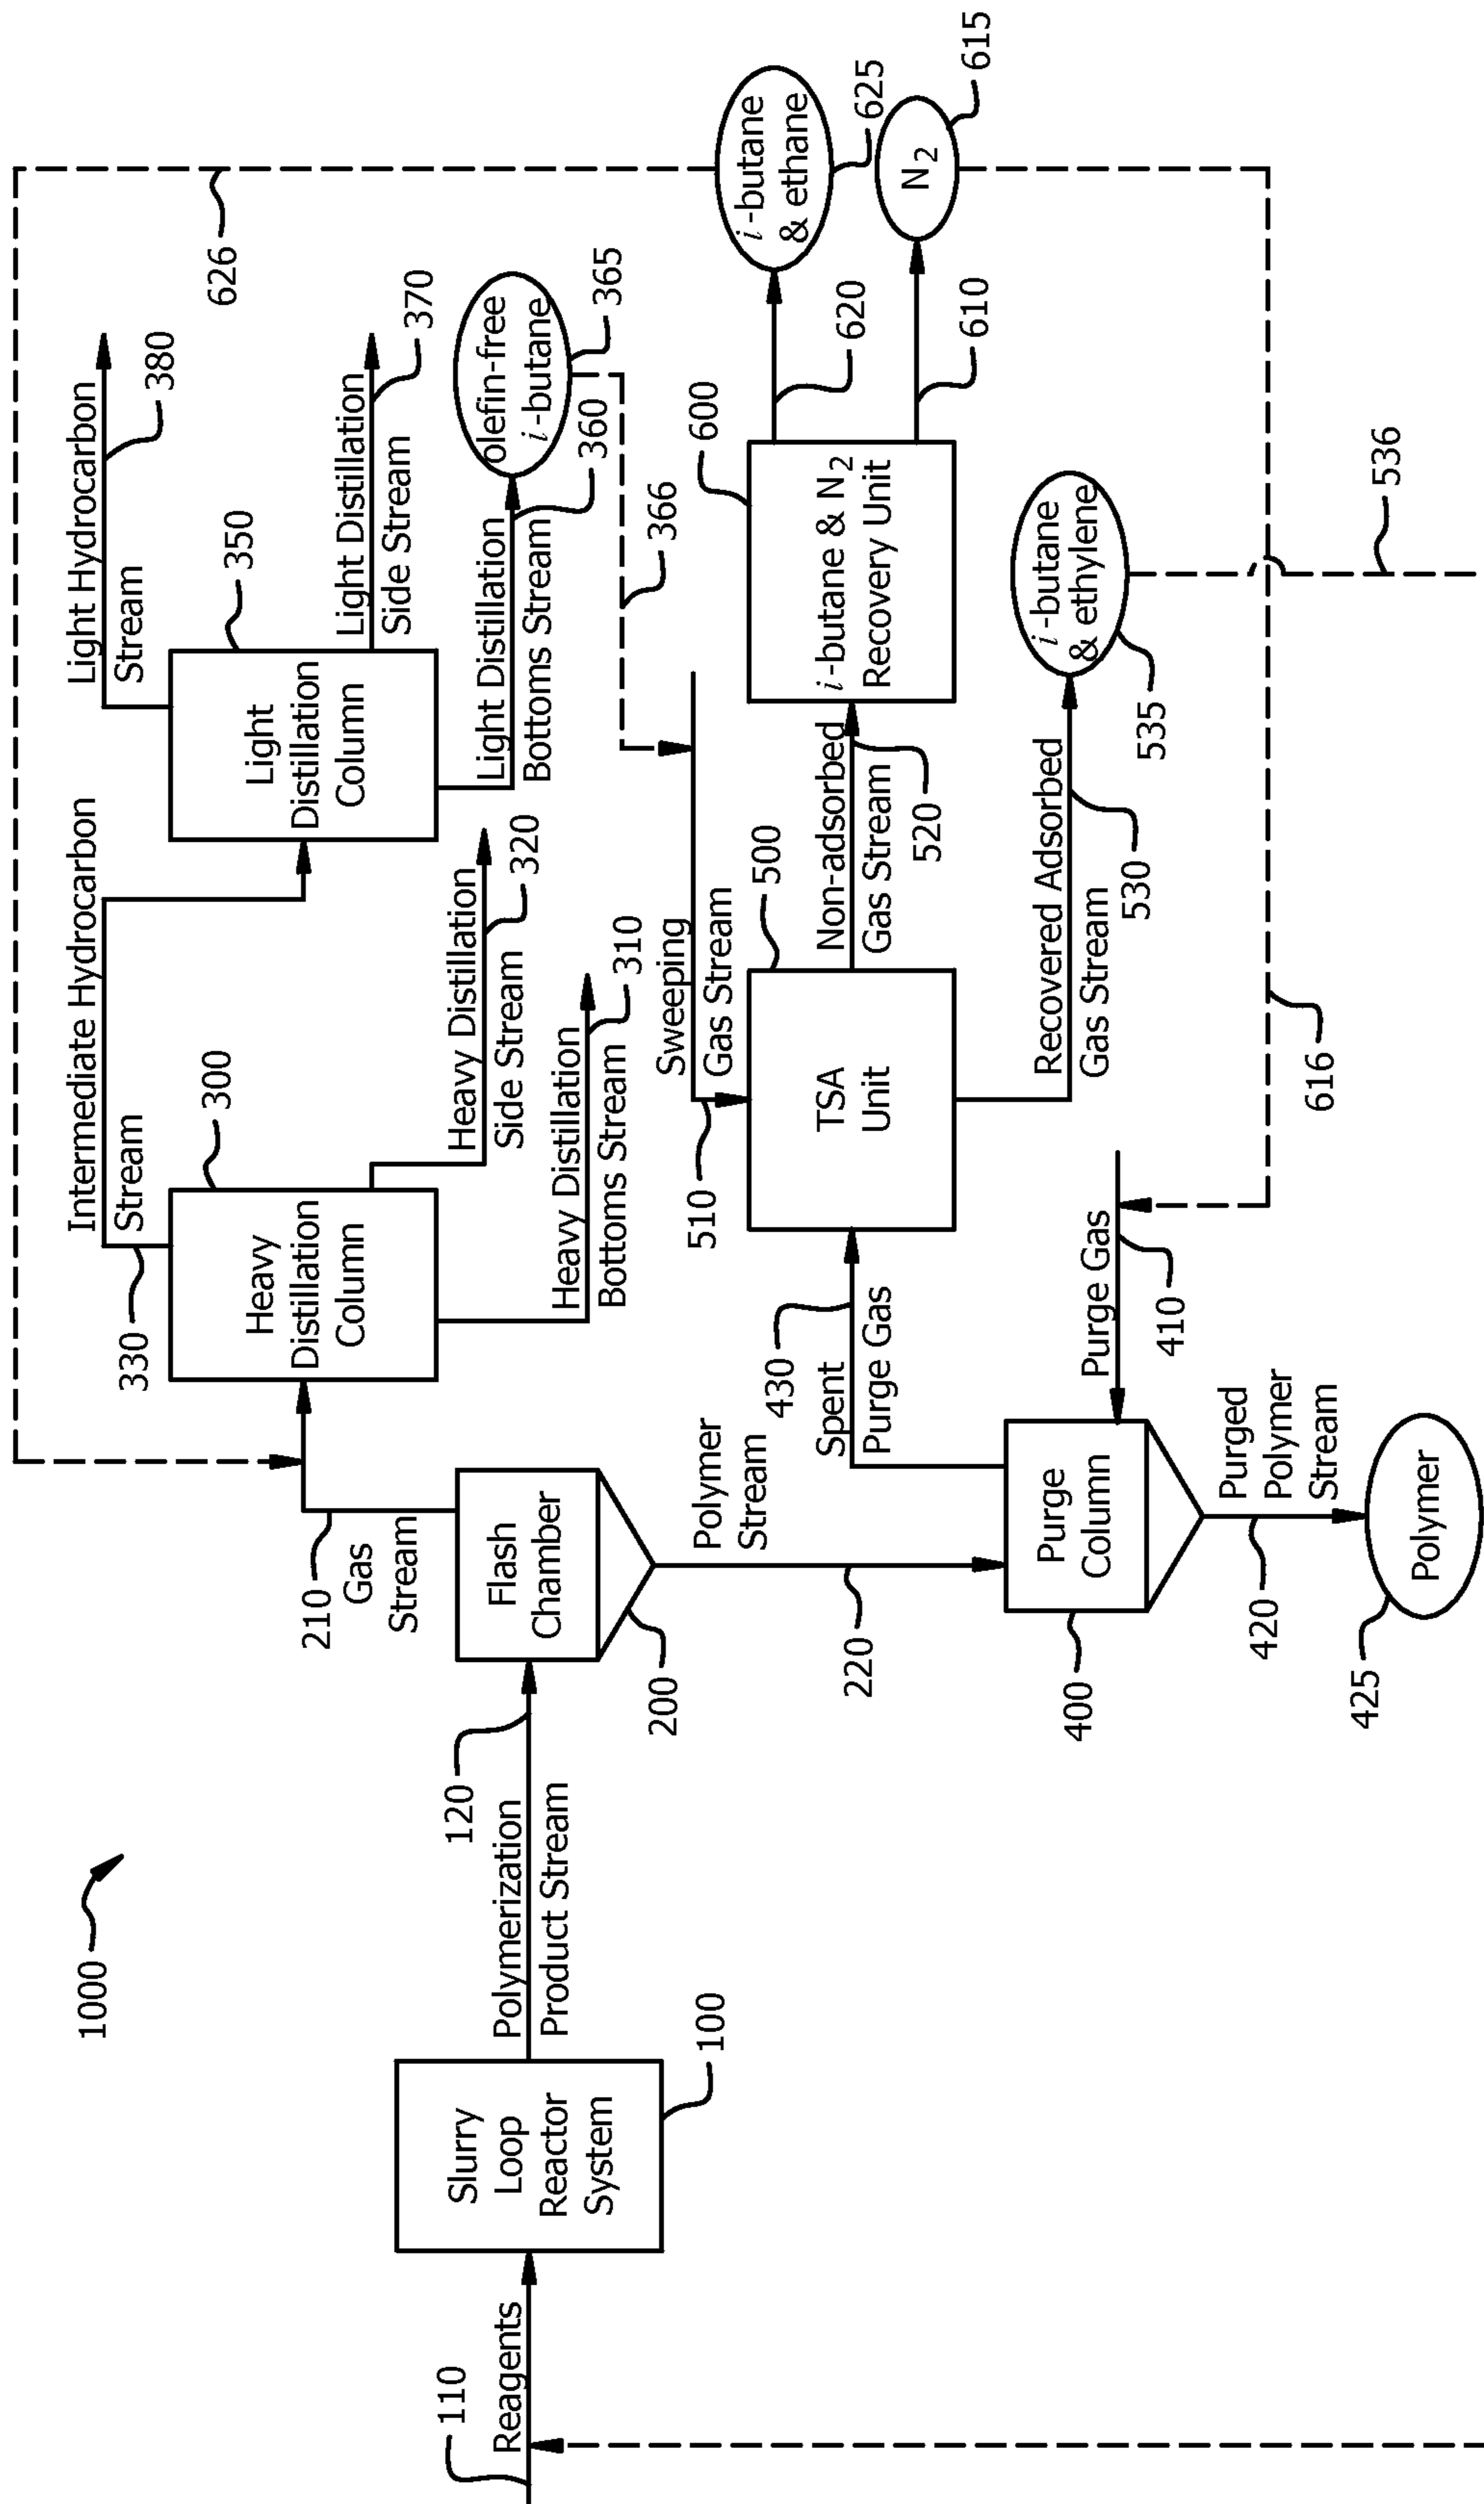 1000
626
Intermediate Hydrocarbon
Stream
330
Light Hydrocarbon
Stream
380
Heavy
Distillation
Column
300
Light
Distillation
Column
350
Light Distillation
Side Stream
370
210
Gas
Stream
Heavy Distillation
Side Stream
320
Light Distillation
Bottoms Stream
360
olefin-free
i-butane
365
110
Reagents
Slurry
Loop
Reactor
System
100
Polymerization
Product Stream
120
Flash
Chamber
200
Heavy Distillation
Bottoms Stream
310
366
Polymer
Stream
220
Sweeping
Gas Stream
510
430
Spent
Purge Gas
TSA
Unit
500
Non-adsorbed
Gas Stream
520
i-butane & N2
Recovery Unit
600
620
i-butane
& ethane
625
610
N2
615
Purge
Column
400
Purge Gas
410
Recovered Adsorbed
Gas Stream
530
i-butane
& ethylene
535
536
616
Purged
Polymer
Stream
420
Polymer
425